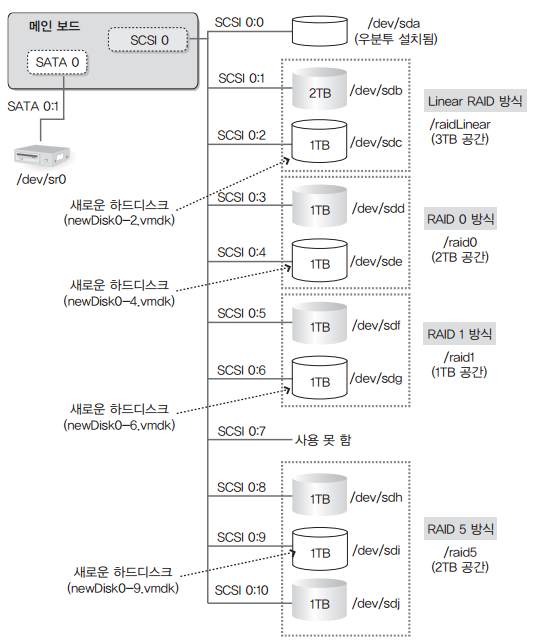 메인 보드
SCSI 0
SATA 0
SATA 0:1
/dev/sr0
SCSI 0:0
/dev/sda
(우분투 설치됨)
SCSI 0:1
2TB
/dev/sdb
SCSI 0:2
1TB
/dev/sdc
Linear RAID 방식
/raidLinear
(3TB 공간)
새로운 하드디스크
(newDisk0-2.vmdk)
SCSI 0:3
1TB
/dev/sdd
SCSI 0:4
1TB
/dev/sde
RAID 0 방식
/raid0
(2TB 공간)
새로운 하드디스크
(newDisk0-4.vmdk)
SCSI 0:5
1TB
/dev/sdf
SCSI 0:6
1TB
/dev/sdg
RAID 1 방식
/raid1
(1TB 공간)
새로운 하드디스크
(newDisk0-6.vmdk)
SCSI 0:7
사용 못 함
SCSI 0:8
1TB
/dev/sdh
SCSI 0:9
1TB
/dev/sdi
SCSI 0:10
1TB
/dev/sdj
RAID 5 방식
/raid5
(2TB 공간)
새로운 하드디스크
(newDisk0-9.vmdk)